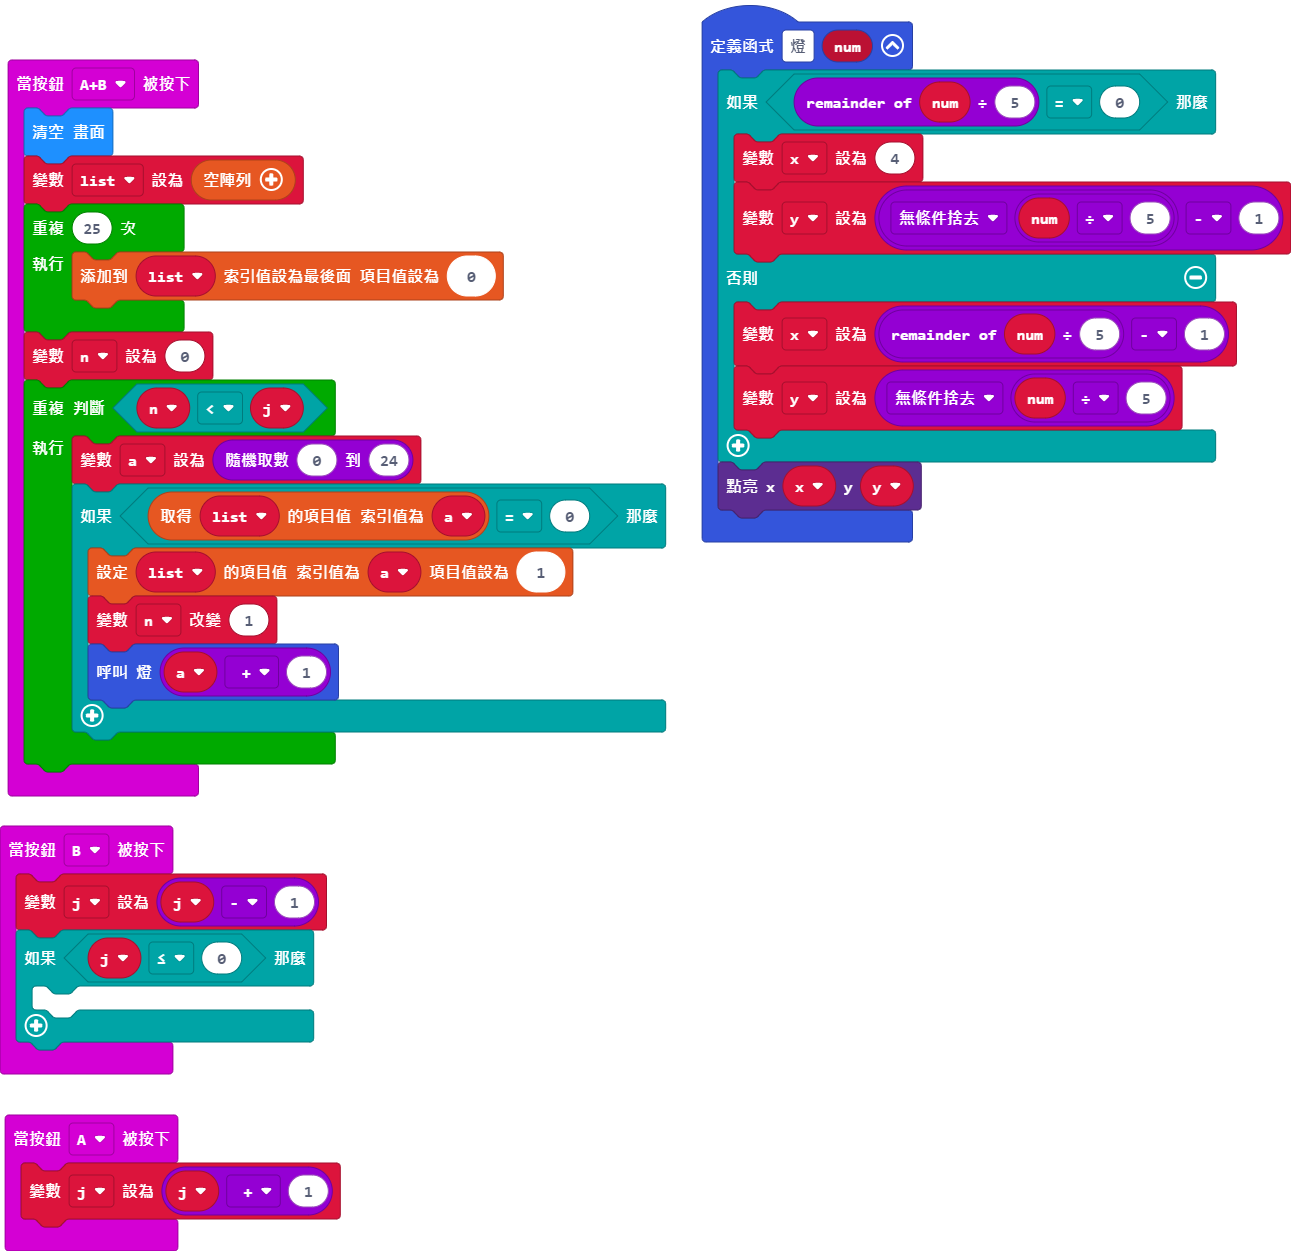 當按鈕 A+B 被按下
清空 畫面
變數 list 設為 空陣列
重複 25 次
執行 添加到 list 索引值設為最後面 項目值設為 0
變數 n 設為 0
重複 判斷 n < j
執行 變數 a 設為 隨機取數 0 到 24
如果 取得 list 的項目值 索引值為 a = 0 那麼
設定 list 的項目值 索引值為 a 項目值設為 1
變數 n 改變 1
呼叫 燈 a + 1
當按鈕 B 被按下
變數 j 設為 j - 1
如果 j ≤ 0 那麼
當按鈕 A 被按下
變數 j 設為 j + 1
定義函式 燈 num
如果 remainder of num ÷ 5 = 0 那麼
變數 x 設為 4
變數 y 設為 無條件捨去 num ÷ 5 - 1
否則
變數 x 設為 remainder of num ÷ 5 - 1
變數 y 設為 無條件捨去 num ÷ 5
點亮 x x y y